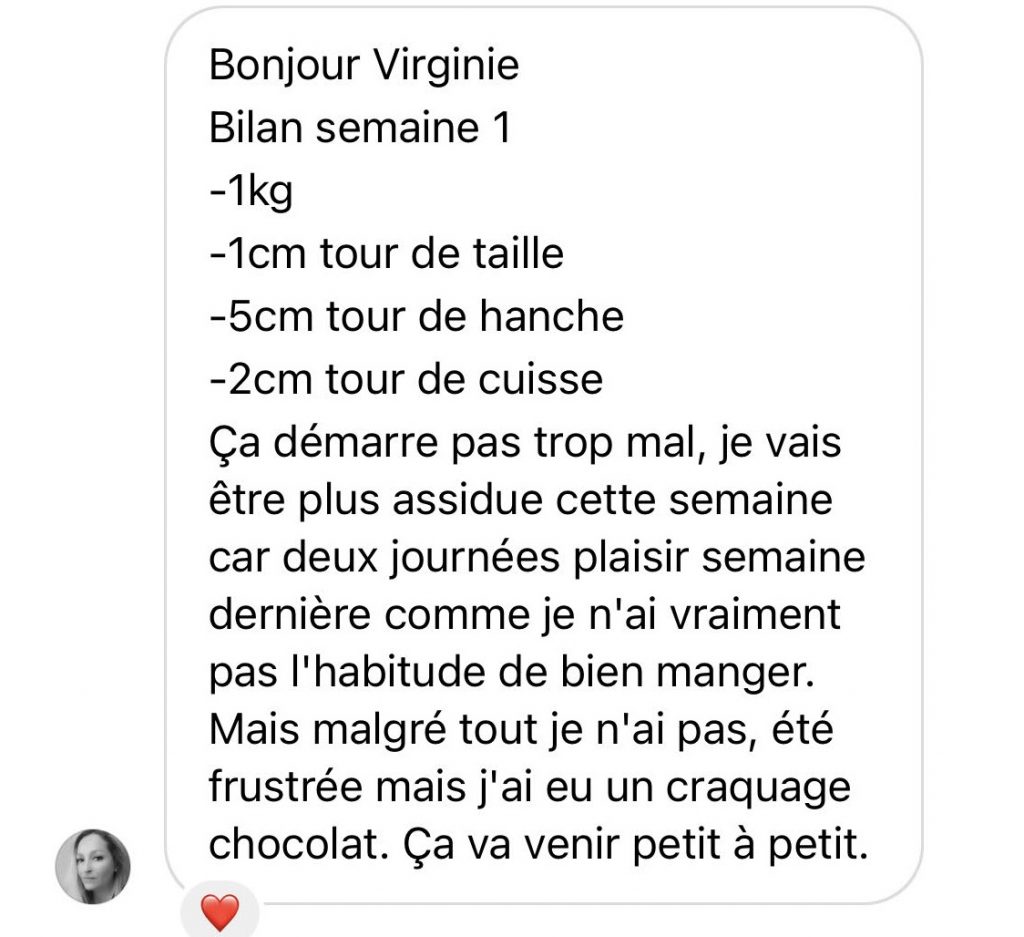 Bonjour Virginie
Bilan semaine 1
-1kg
-1cm tour de taille
-5cm tour de hanche
-2cm tour de cuisse
Ça démarre pas trop mal, je vais
être plus assidue cette semaine
car deux journées plaisir semaine
dernière comme je n'ai vraiment
pas l'habitude de bien manger.
Mais malgré tout je n'ai pas, été
frustrée mais j'ai eu un craquage
chocolat. Ça va venir petit à petit.